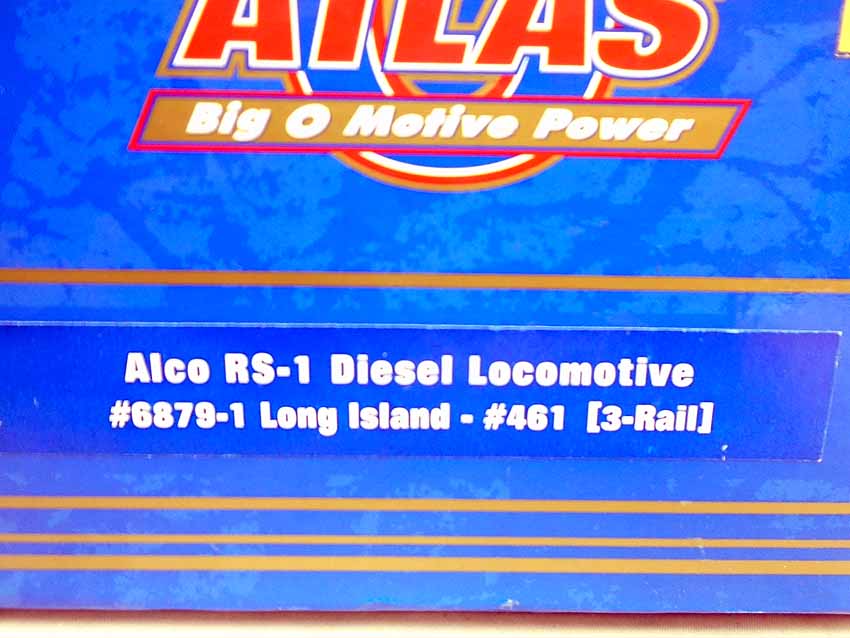 ATLAS
Big O Motive Power
Alco RS-1 Diesel Locomotive
#6879-1 Long Island - #461 [3-Rail]